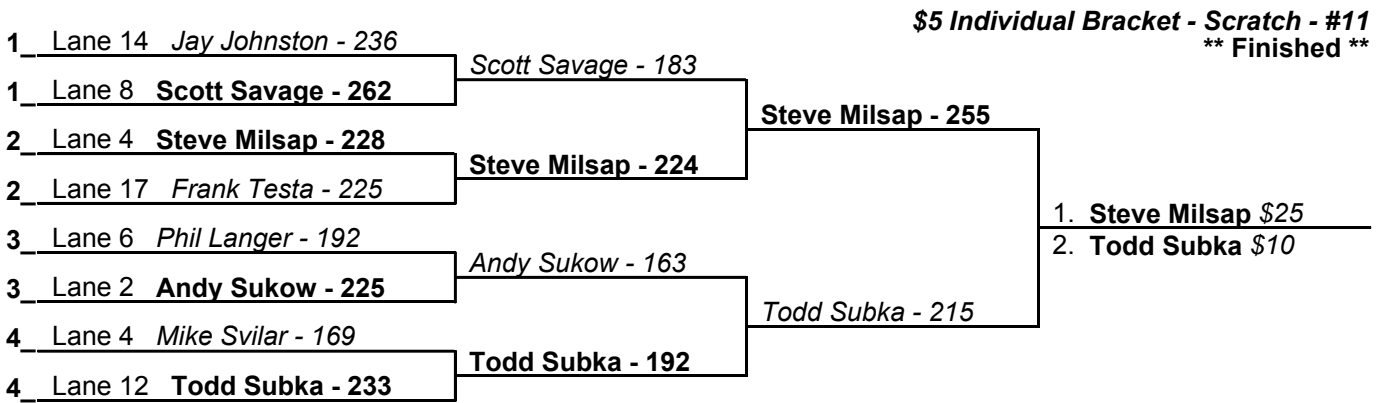 $5 Individual Bracket - Scratch - #11
** Finished **
1_ Lane 14 Jay Johnston - 236
1_ Lane 8 Scott Savage - 262
2_ Lane 4 Steve Milsap - 228
2_ Lane 17 Frank Testa - 225
3_ Lane 6 Phil Langer - 192
3_ Lane 2 Andy Sukow - 225
4_ Lane 4 Mike Svilar - 169
4_ Lane 12 Todd Subka - 233
Scott Savage - 183
Steve Milsap - 224
Andy Sukow - 163
Todd Subka - 192
Steve Milsap - 255
Todd Subka - 215
1. Steve Milsap $25
2. Todd Subka $10